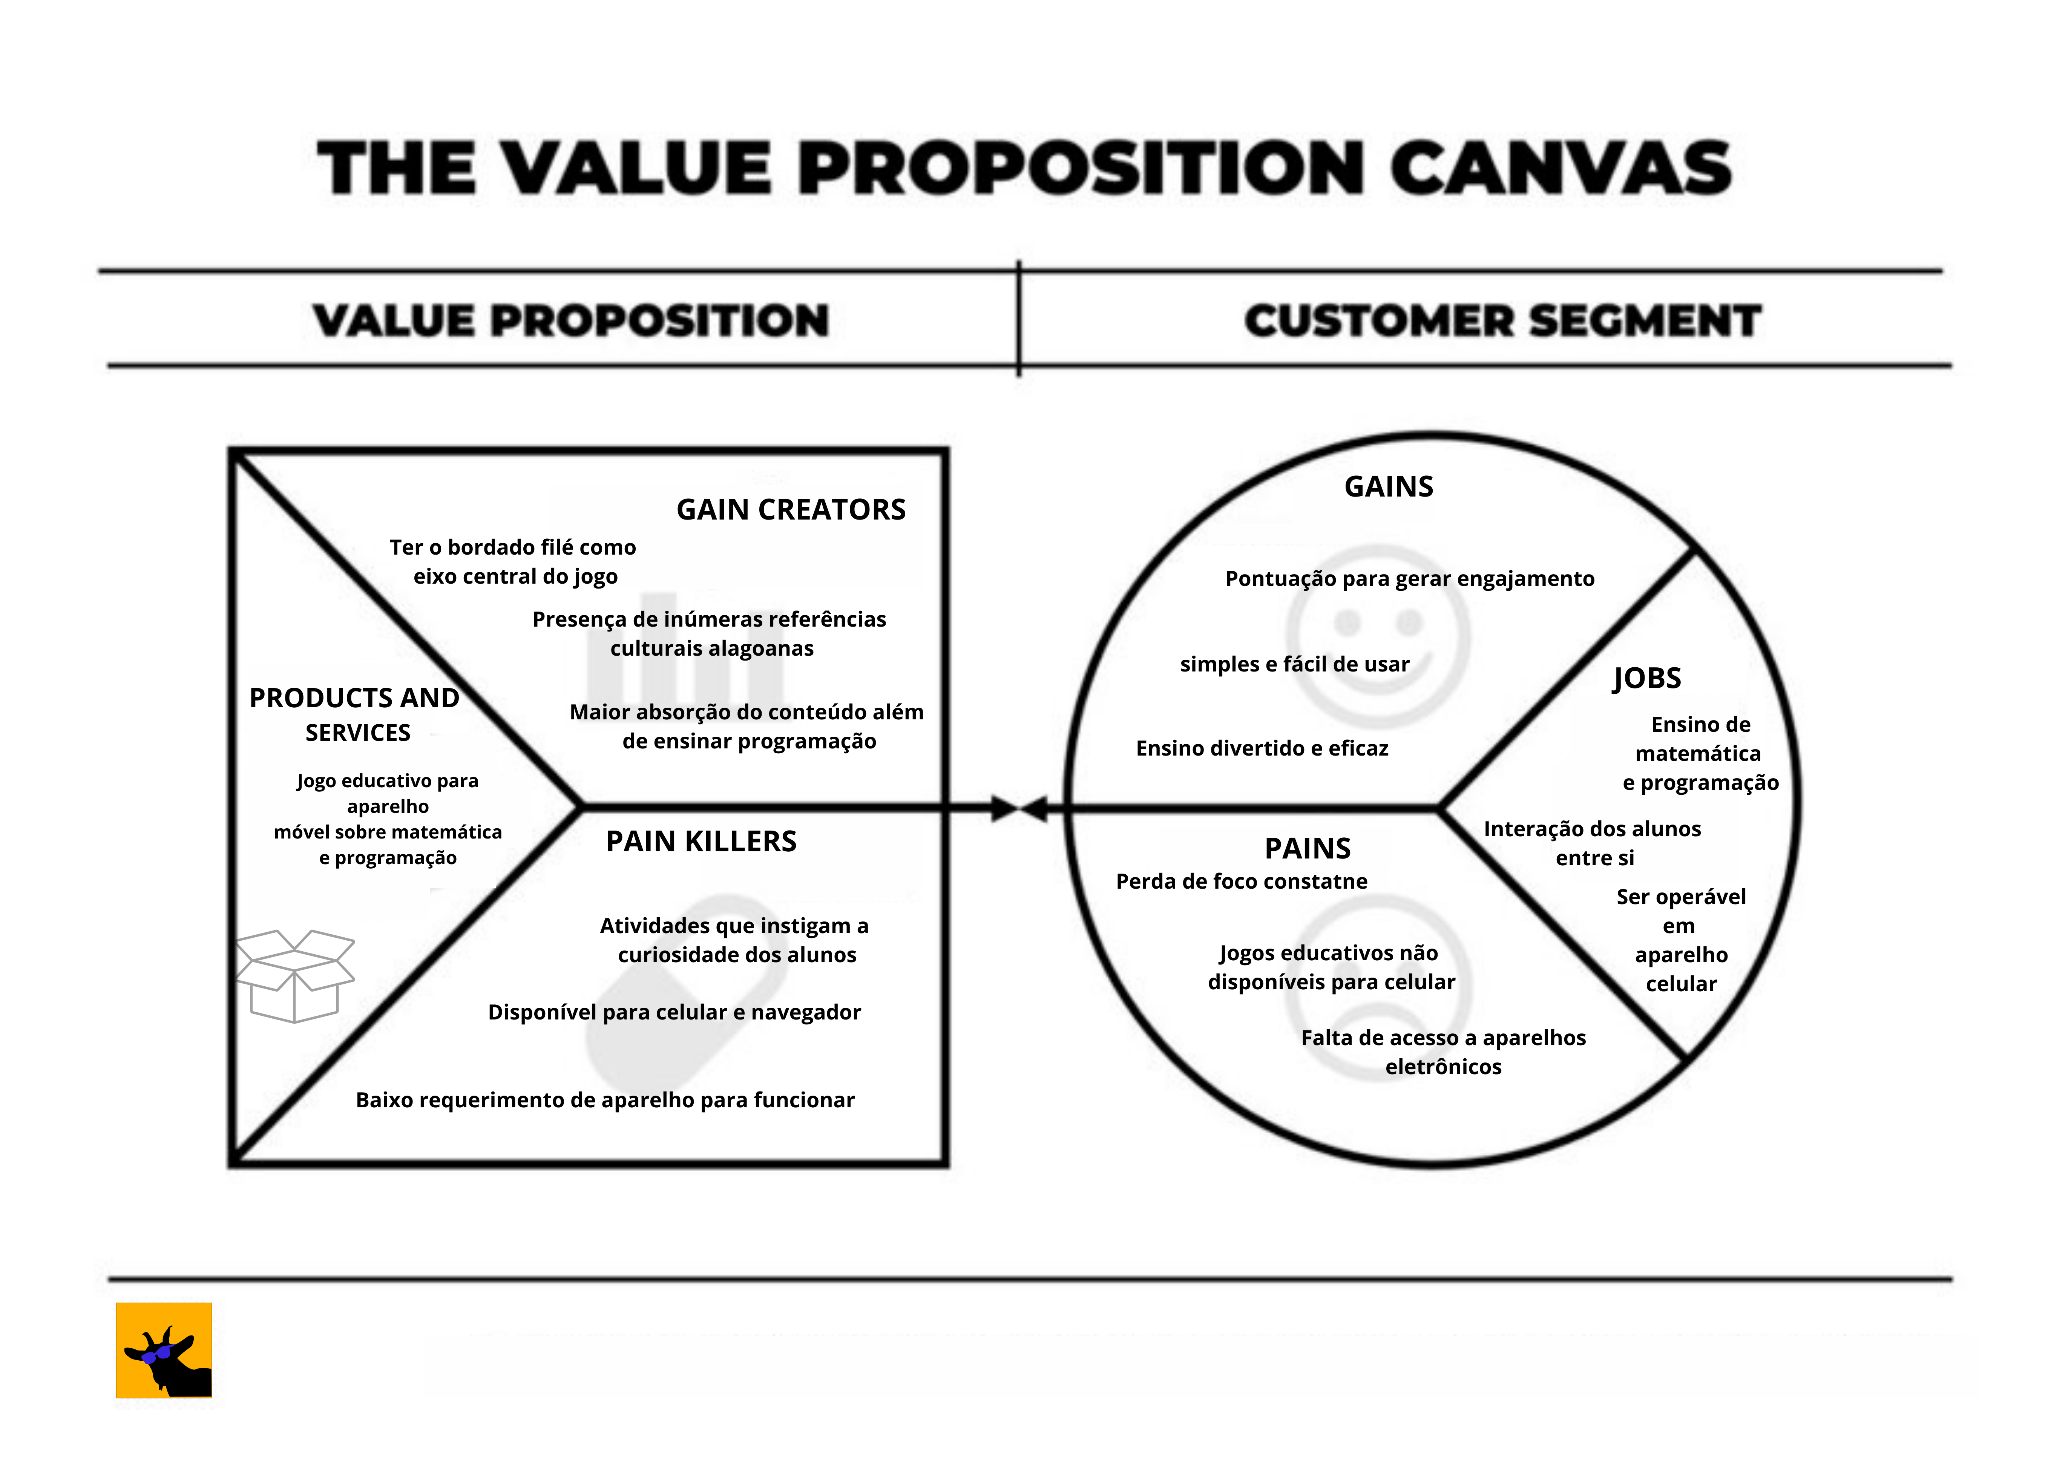 THE VALUE PROPOSITION CANVAS
VALUE PROPOSITION
CUSTOMER SEGMENT
GAIN CREATORS
Ter o bordado filé como
eixo central do jogo
Presença de inúmeras referências
culturais alagoanas
Maior absorção do conteúdo além
de ensinar programação
PRODUCTS AND
SERVICES
Jogo educativo para
aparelho
móvel sobre matemática
e programação
PAIN KILLERS
Atividades que instigam a
curiosidade dos alunos
Disponível para celular e navegador
Baixo requerimento de aparelho para funcionar
GAINS
Pontuação para gerar engajamento
simples e fácil de usar
Ensino divertido e eficaz
JOBS
Ensino de
matemática
e programação
Interação dos alunos
entre si
Ser operável
em
aparelho
celular
PAINS
Perda de foco constatne
Jogos educativos não
disponíveis para celular
Falta de acesso a aparelhos
eletrônicos